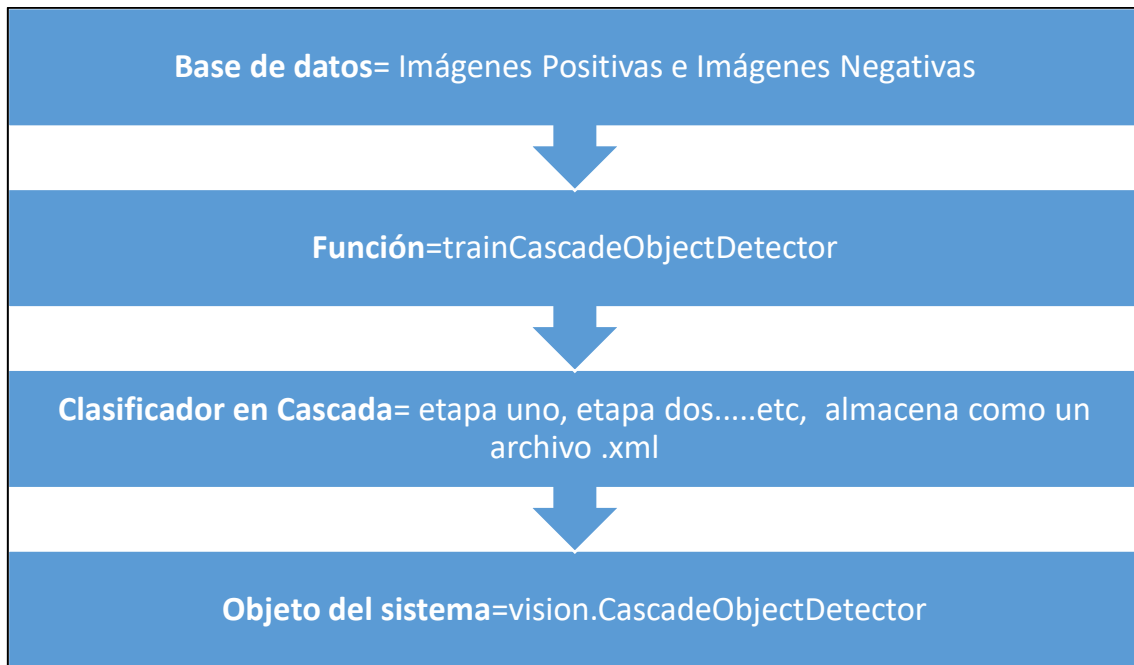 Base de datos= Imágenes Positivas e Imágenes Negativas
Función=trainCascadeObjectDetector
Clasificador en Cascada= etapa uno, etapa dos.....etc, almacena como un
archivo .xml
Objeto del sistema=vision.CascadeObjectDetector